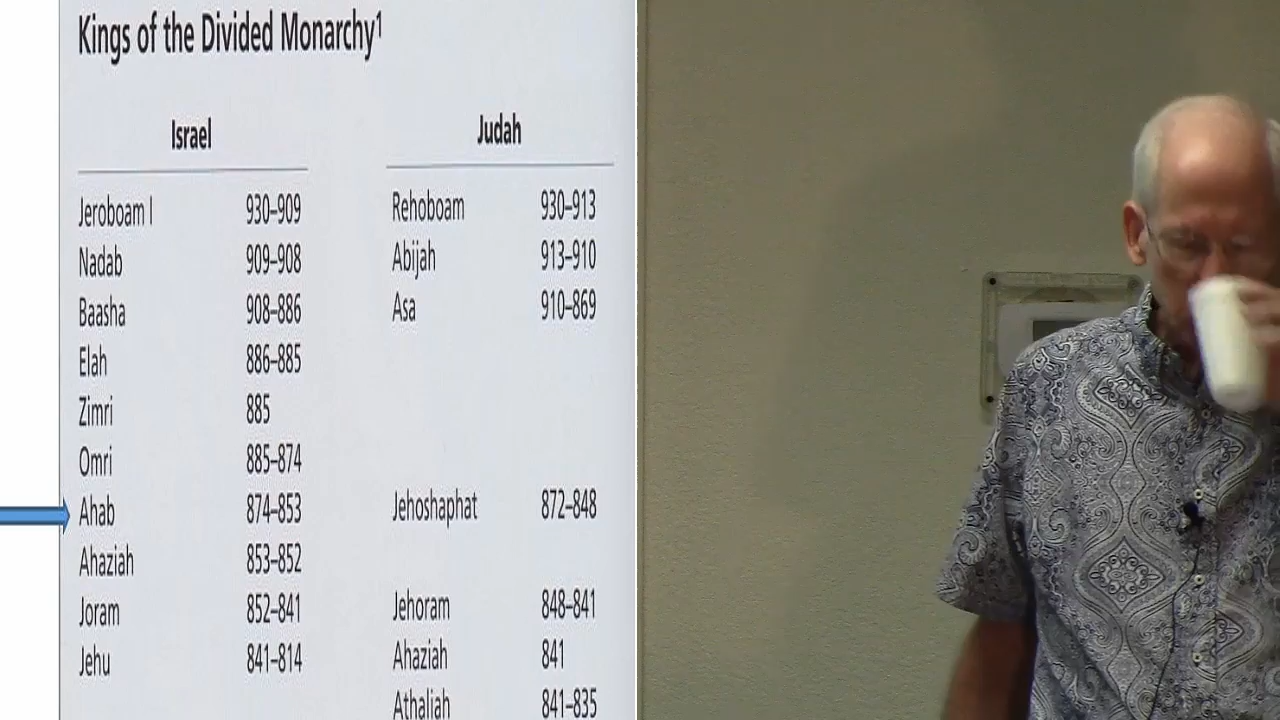 Kings of the Divided Monarchy¹
Israel Judah
Jeroboam I 930–909 Rehoboam 930–913
Nadab 909–908 Abijah 913–910
Baasha 908–886 Asa 910–869
Elah 886–885
Zimri 885
Omri 885–874
Ahab 874–853 Jehoshaphat 872–848
Ahaziah 853–852
Joram 852–841 Jehoram 848–841
Jehu 841–814 Ahaziah 841
Athaliah 841–835